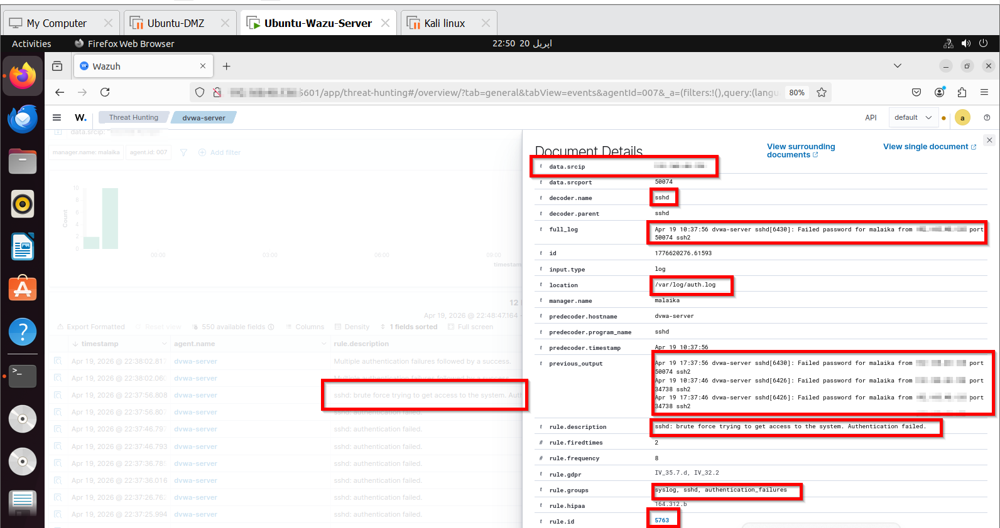 My Computer
Ubuntu-DMZ
Ubuntu-Wazu-Server
Kali linux
Activities
Firefox Web Browser
22:50 20 اپریل
Wazuh
5601/app/threat-hunting#/overview/?tab=general&tabView=events&agentId=007&_a=(filters:!(),query:(langu
80%
W.
Threat Hunting
dvwa-server
API
default
a
data.srcip: "
manager.name: malaika
agent.id: 007
Add filter
Count
10
8
6
4
2
0
00:00
03:00
06:00
09:00
timestam
12
Apr 19, 2026 @ 22:48:47.164 -
Export Formatted
Reset view
550 available fields
Columns
Density
1 fields sorted
Full screen
timestamp
agent.name
rule.description
Apr 19, 2026 @ 22:38:02.817
dvwa-server
Multiple authentication failures followed by a success.
Apr 19, 2026 @ 22:38:02.06
dvwa-server
Multiple authentication failures followed by a success.
Apr 19, 2026 @ 22:37:56.808
dvwa-server
sshd: brute force trying to get access to the system. Aut
Apr 19, 2026 @ 22:37:56.807
dvwa-server
sshd: authentication failed.
Apr 19, 2026 @ 22:37:46.797
dvwa-server
sshd: authentication failed.
Apr 19, 2026 @ 22:37:46.793
dvwa-server
sshd: authentication failed.
Apr 19, 2026 @ 22:37:36.785
dvwa-server
sshd: authentication failed.
Apr 19, 2026 @ 22:37:36.016
dvwa-server
sshd: authentication failed.
Apr 19, 2026 @ 22:37:26.762
dvwa-server
sshd: authentication failed.
Apr 19, 2026 @ 22:37:25.994
dvwa-server
sshd: authentication failed.
Document Details
View surrounding
documents
View single document
t data.srcip
t data.srcport 50074
t decoder.name sshd
t decoder.parent sshd
t full_log Apr 19 10:37:56 dvwa-server sshd[6430]: Failed password for malaika from port
50074 ssh2
t id 1776620276.61593
t input.type log
t location /var/log/auth.log
t manager.name malaika
t predecoder.hostname dvwa-server
t predecoder.program_name sshd
t predecoder.timestamp Apr 19 10:37:56
t previous_output Apr 19 17:37:56 dvwa-server sshd[6430]: Failed password for malaika from port
50074 ssh2
Apr 19 10:37:46 dvwa-server sshd[6426]: Failed password for malaika from port
34738 ssh2
Apr 19 17:37:46 dvwa-server sshd[6426]: Failed password for malaika from port
34738 ssh2
t rule.description sshd: brute force trying to get access to the system. Authentication failed.
# rule.firedtimes 2
# rule.frequency 8
t rule.gdpr IV_35.7.d, IV_32.2
t rule.groups syslog, sshd, authentication_failures
t rule.hipaa 164.312.b
t rule.id 5763